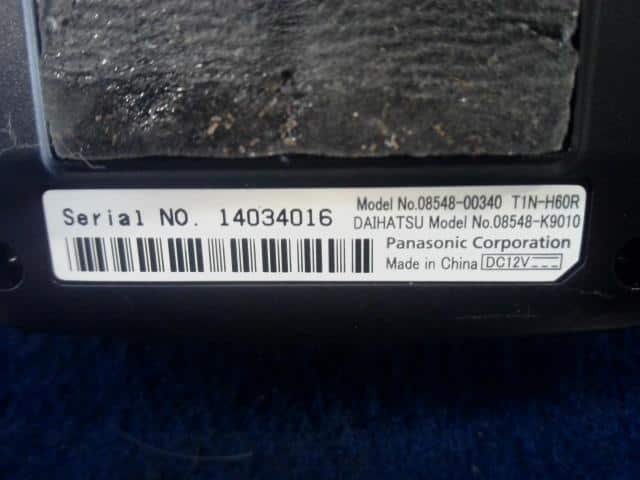 Serial NO. 14034016
Model No.08548-00340 T1N-H60R
DAIHATSU Model No.08548-K9010
Panasonic Corporation
Made in China DC12V